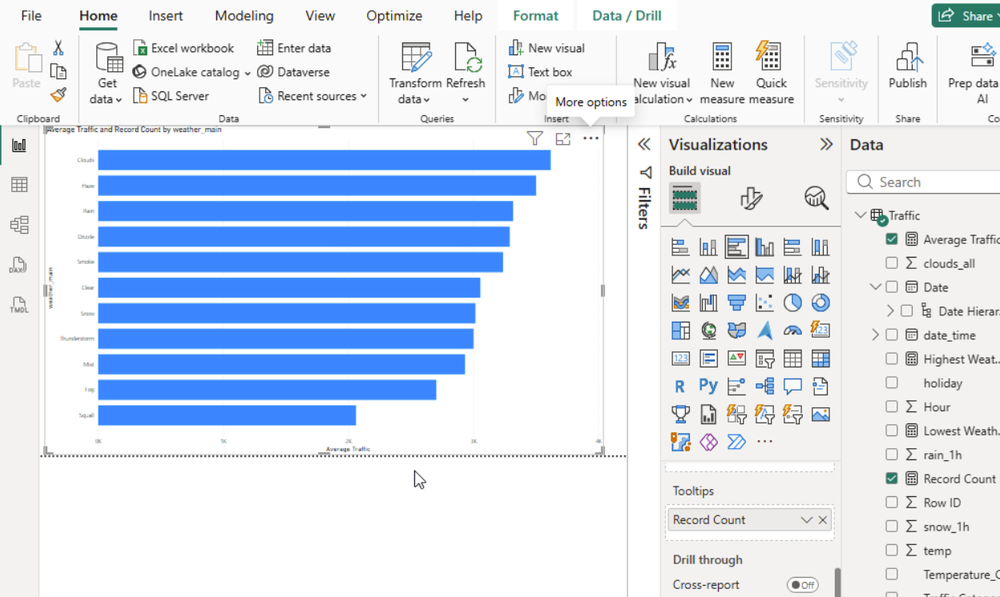 File Home Insert Modeling View Optimize Help Format Data / Drill Share
Paste
Get data
Excel workbook
OneLake catalog
SQL Server
Enter data
Dataverse
Recent sources
Transform data
Refresh
New visual
Text box
Mo
More options
New visual calculation
New measure
Quick measure
Sensitivity
Publish
Prep data AI
Clipboard Data Queries Insert Calculations Sensitivity Share Co
Average Traffic and Record Count by weather_main
weather_main
Clouds
Haze
Rain
Drizzle
Smoke
Clear
Snow
Thunderstorm
Mist
Fog
Squall
0K 1K 2K 3K 4K
Average Traffic
DAX
TMDL
Filters
Visualizations
Build visual
123
123
R Py
...
Tooltips
Record Count
Drill through
Cross-report
Off
Data
Search
Traffic
Average Traffic
clouds_all
Date
Date Hierar...
date_time
Highest Weat...
holiday
Hour
Lowest Weath...
rain_1h
Record Count
Row ID
snow_1h
temp
Temperature_C